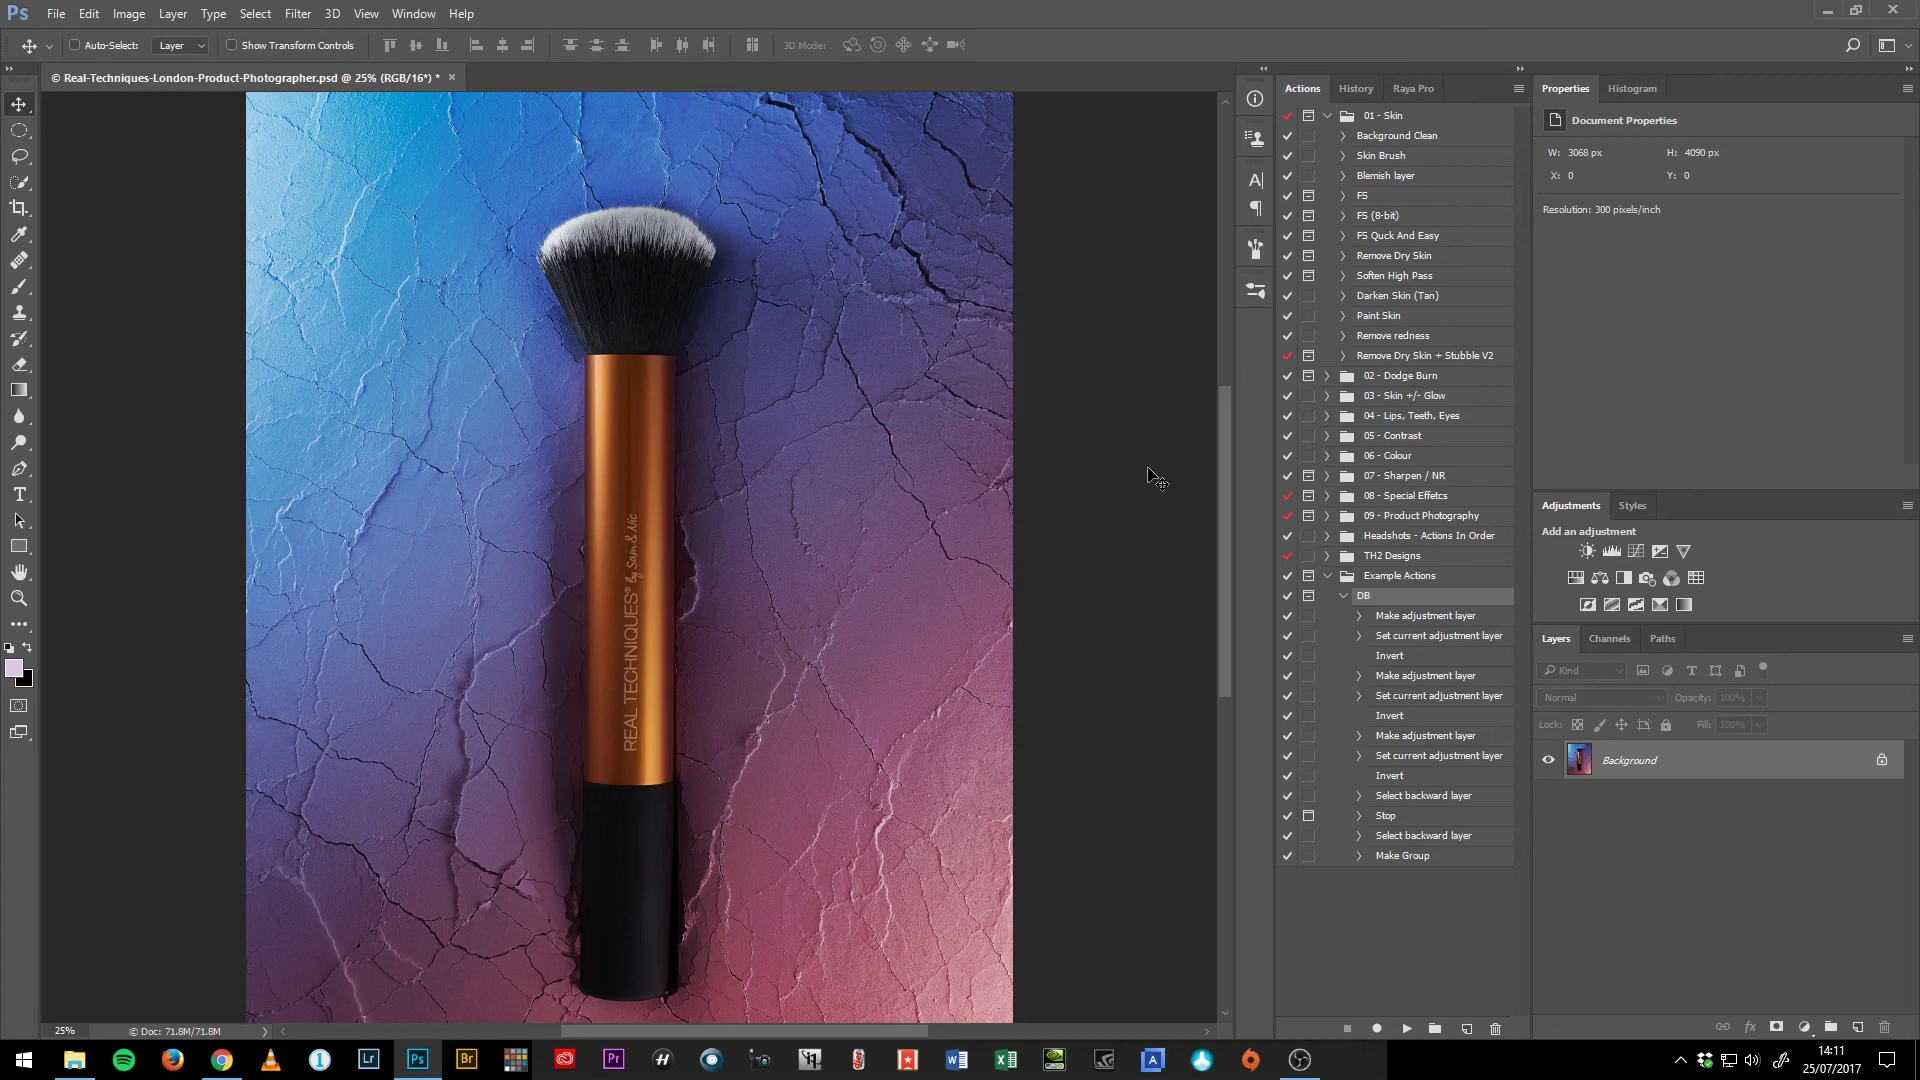 Ps File Edit Image Layer Type Select Filter 3D View Window Help
Auto-Select: Layer Show Transform Controls 3D Mode:
© Real-Techniques-London-Product-Photographer.psd @ 25% (RGB/16*) *
REAL TECHNIQUES® by Sam & Nic
25% © Doc: 71.8M/71.8M
Actions History Raya Pro
01 - Skin
Background Clean
Skin Brush
Blemish layer
FS
FS (8-bit)
FS Quck And Easy
Remove Dry Skin
Soften High Pass
Darken Skin (Tan)
Paint Skin
Remove redness
Remove Dry Skin + Stubble V2
02 - Dodge Burn
03 - Skin +/- Glow
04 - Lips, Teeth, Eyes
05 - Contrast
06 - Colour
07 - Sharpen / NR
08 - Special Effetcs
09 - Product Photography
Headshots - Actions In Order
TH2 Designs
Example Actions
DB
Make adjustment layer
Set current adjustment layer
Invert
Make adjustment layer
Set current adjustment layer
Invert
Make adjustment layer
Set current adjustment layer
Invert
Select backward layer
Stop
Select backward layer
Make Group
Properties Histogram
Document Properties
W: 3068 px H: 4090 px
X: 0 Y: 0
Resolution: 300 pixels/inch
Adjustments Styles
Add an adjustment
Layers Channels Paths
Kind
Normal Opacity: 100%
Lock: Fill: 100%
Background
Lr Ps Br Pr
14:11
25/07/2017